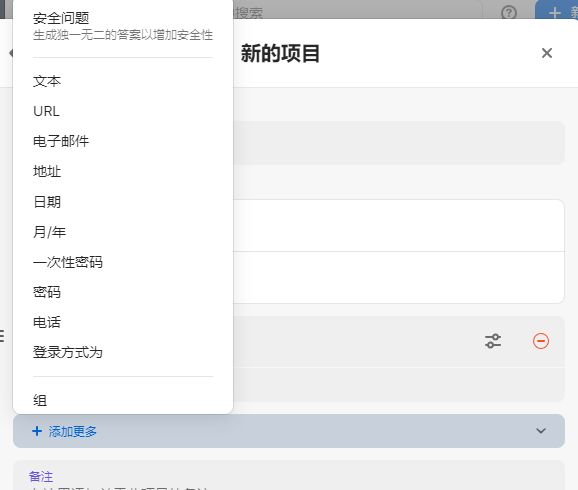 搜索
新
新的项目
安全问题
生成独一无二的答案以增加安全性
文本
URL
电子邮件
地址
日期
月/年
一次性密码
密码
电话
登录方式为
组
添加更多
备注